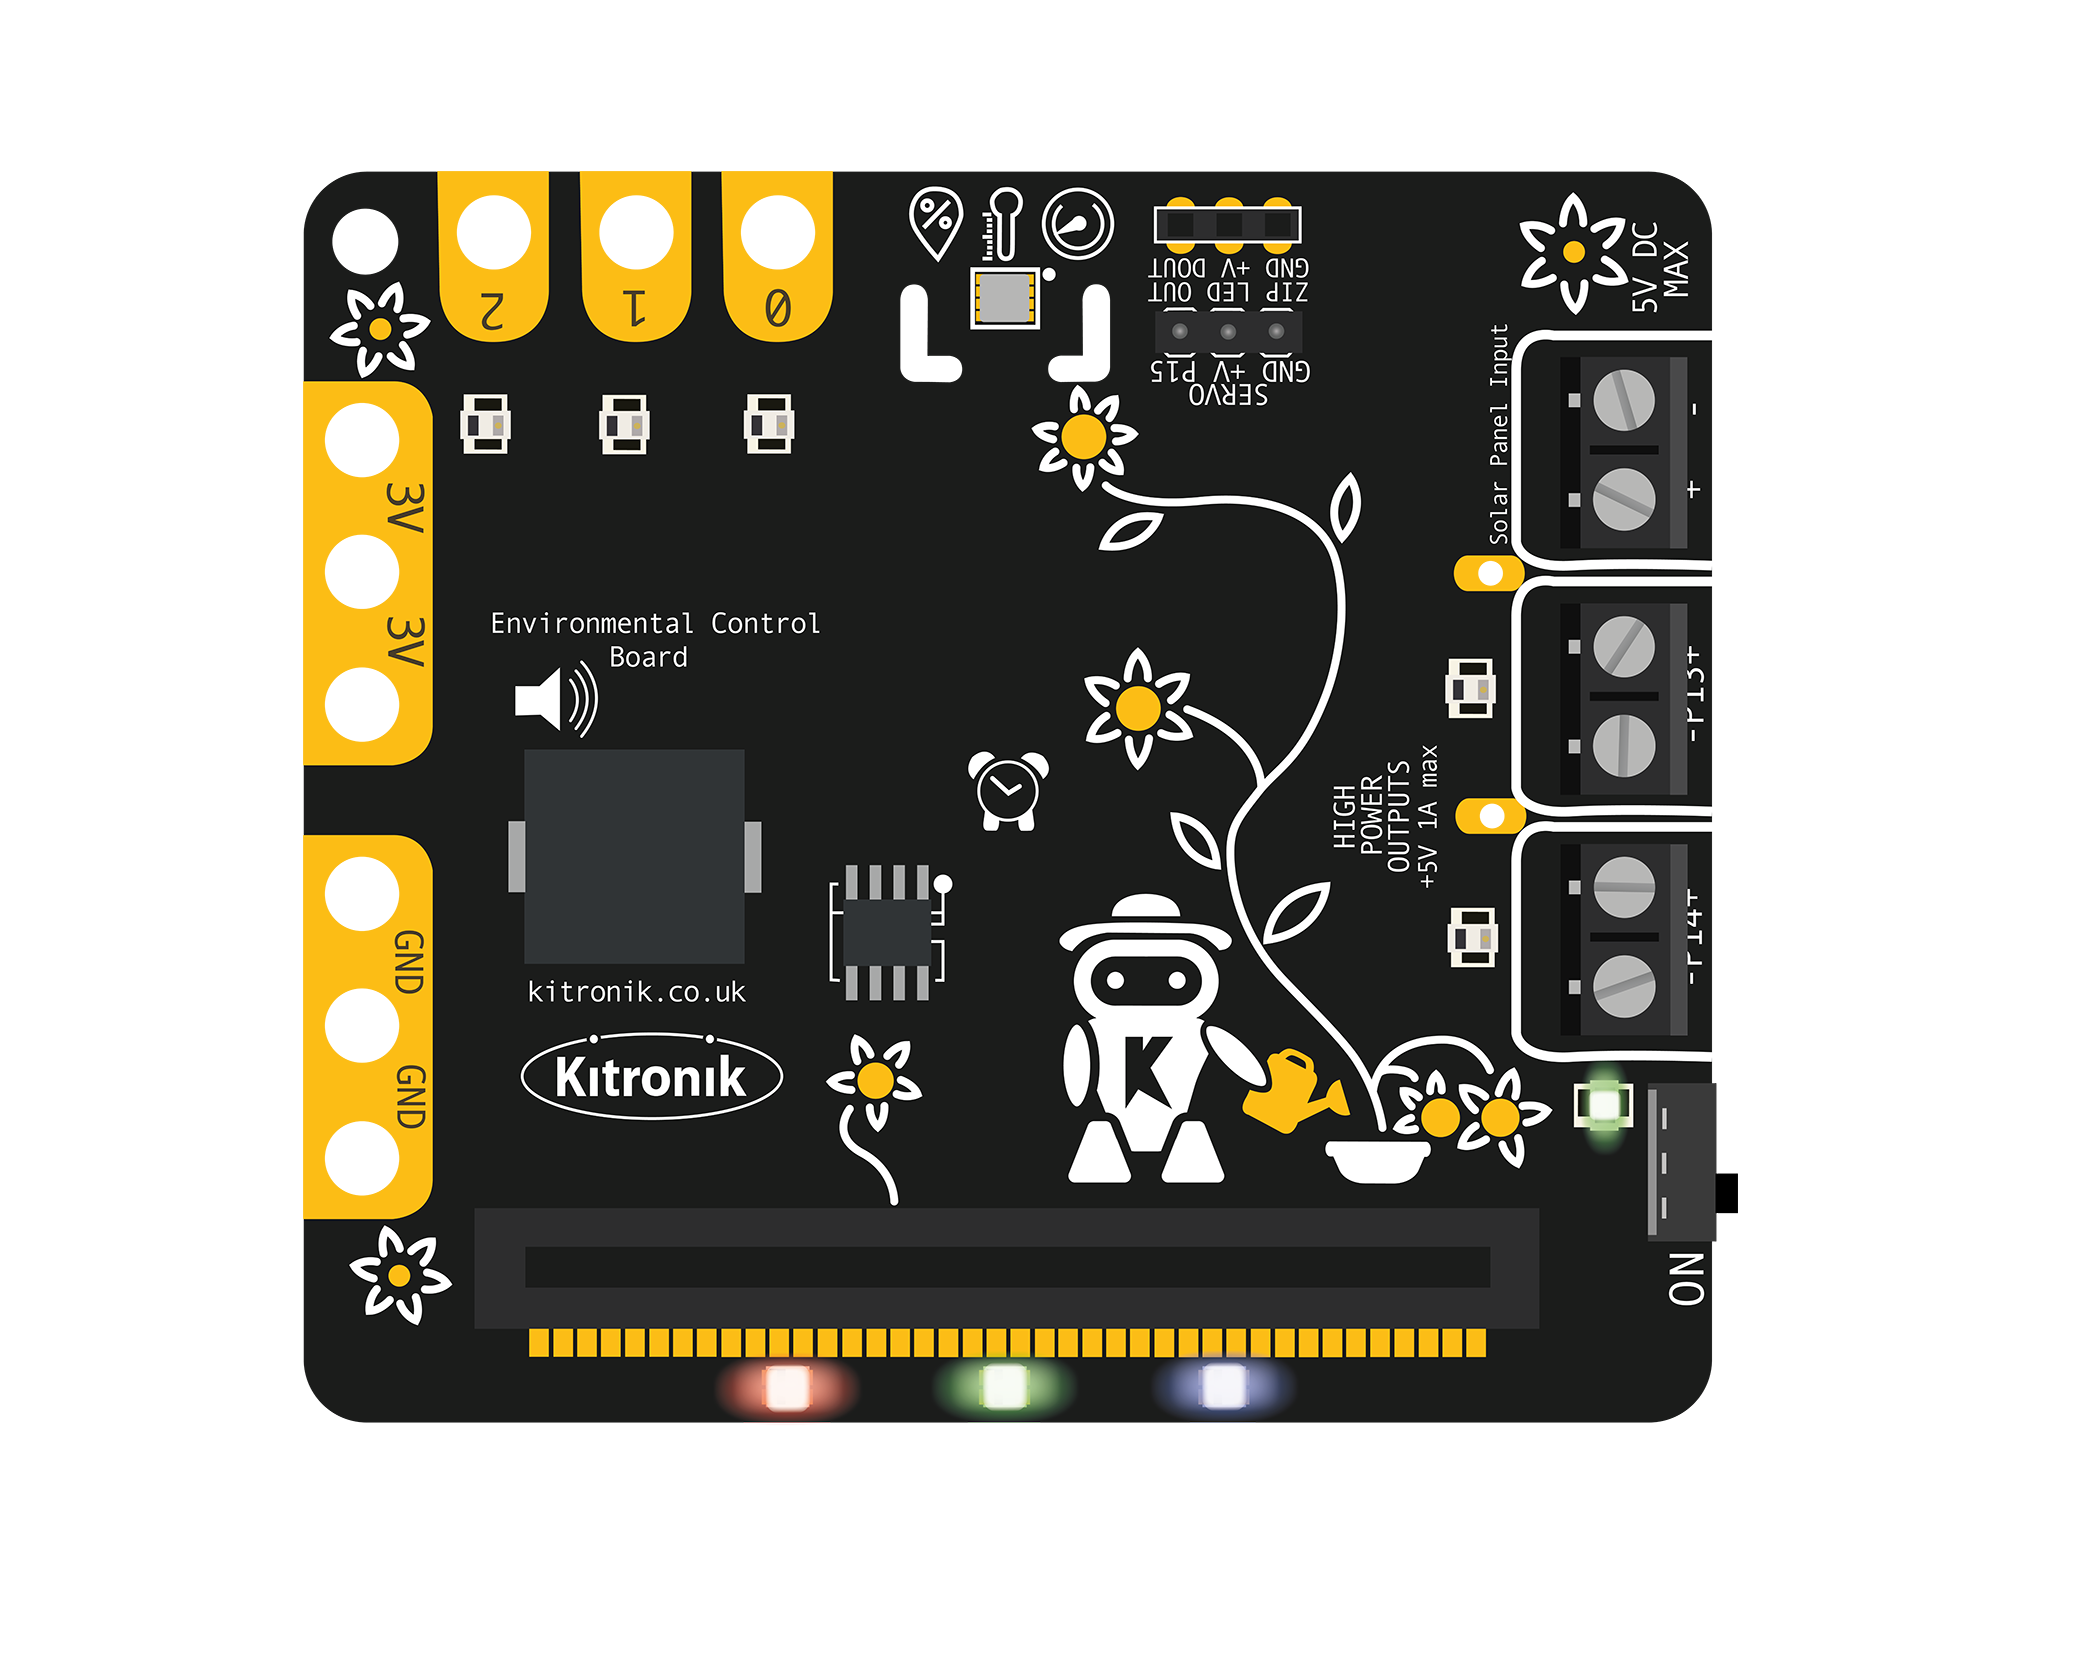 2
1
0
GND +V DOUT
ZIP LED OUT
GND +V P15
SERVO
5V DC
MAX
Solar Panel Input
-
+
3V
3V
Environmental Control
Board
-P13+
HIGH
POWER
OUTPUTS
+5V 1A max
-P14+
GND
GND
kitronik.co.uk
Kitronik
K
ON